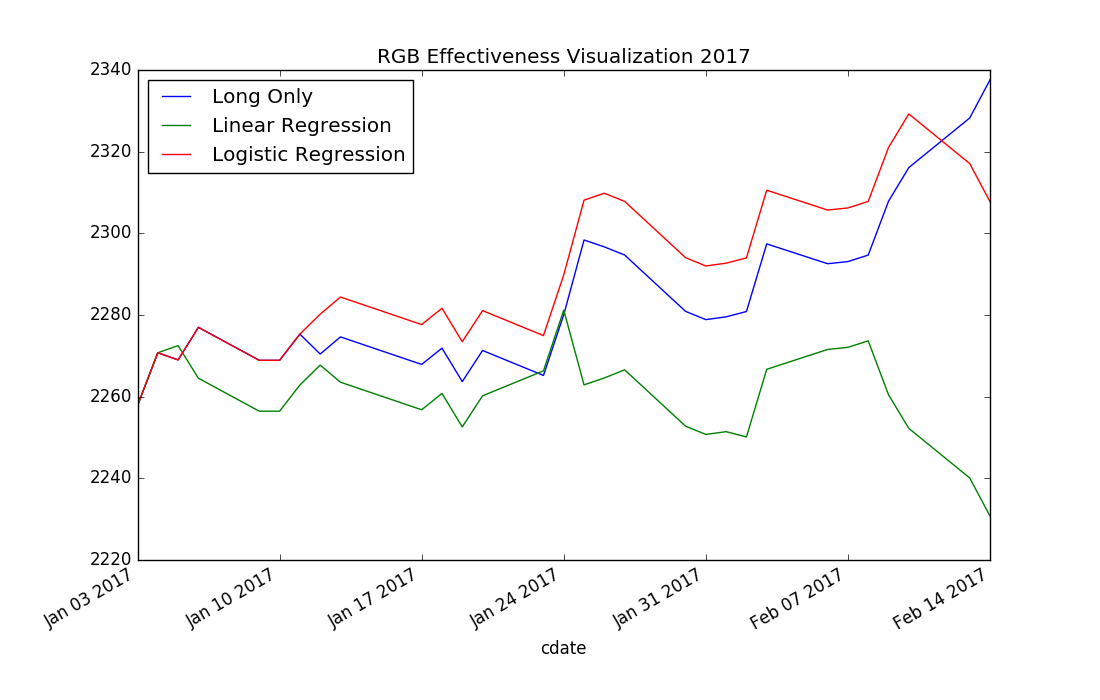 RGB Effectiveness Visualization 2017
2340
2320
2300
2280
2260
2240
2220
Long Only
Linear Regression
Logistic Regression
Jan 03 2017
Jan 10 2017
Jan 17 2017
Jan 24 2017
Jan 31 2017
Feb 07 2017
Feb 14 2017
cdate